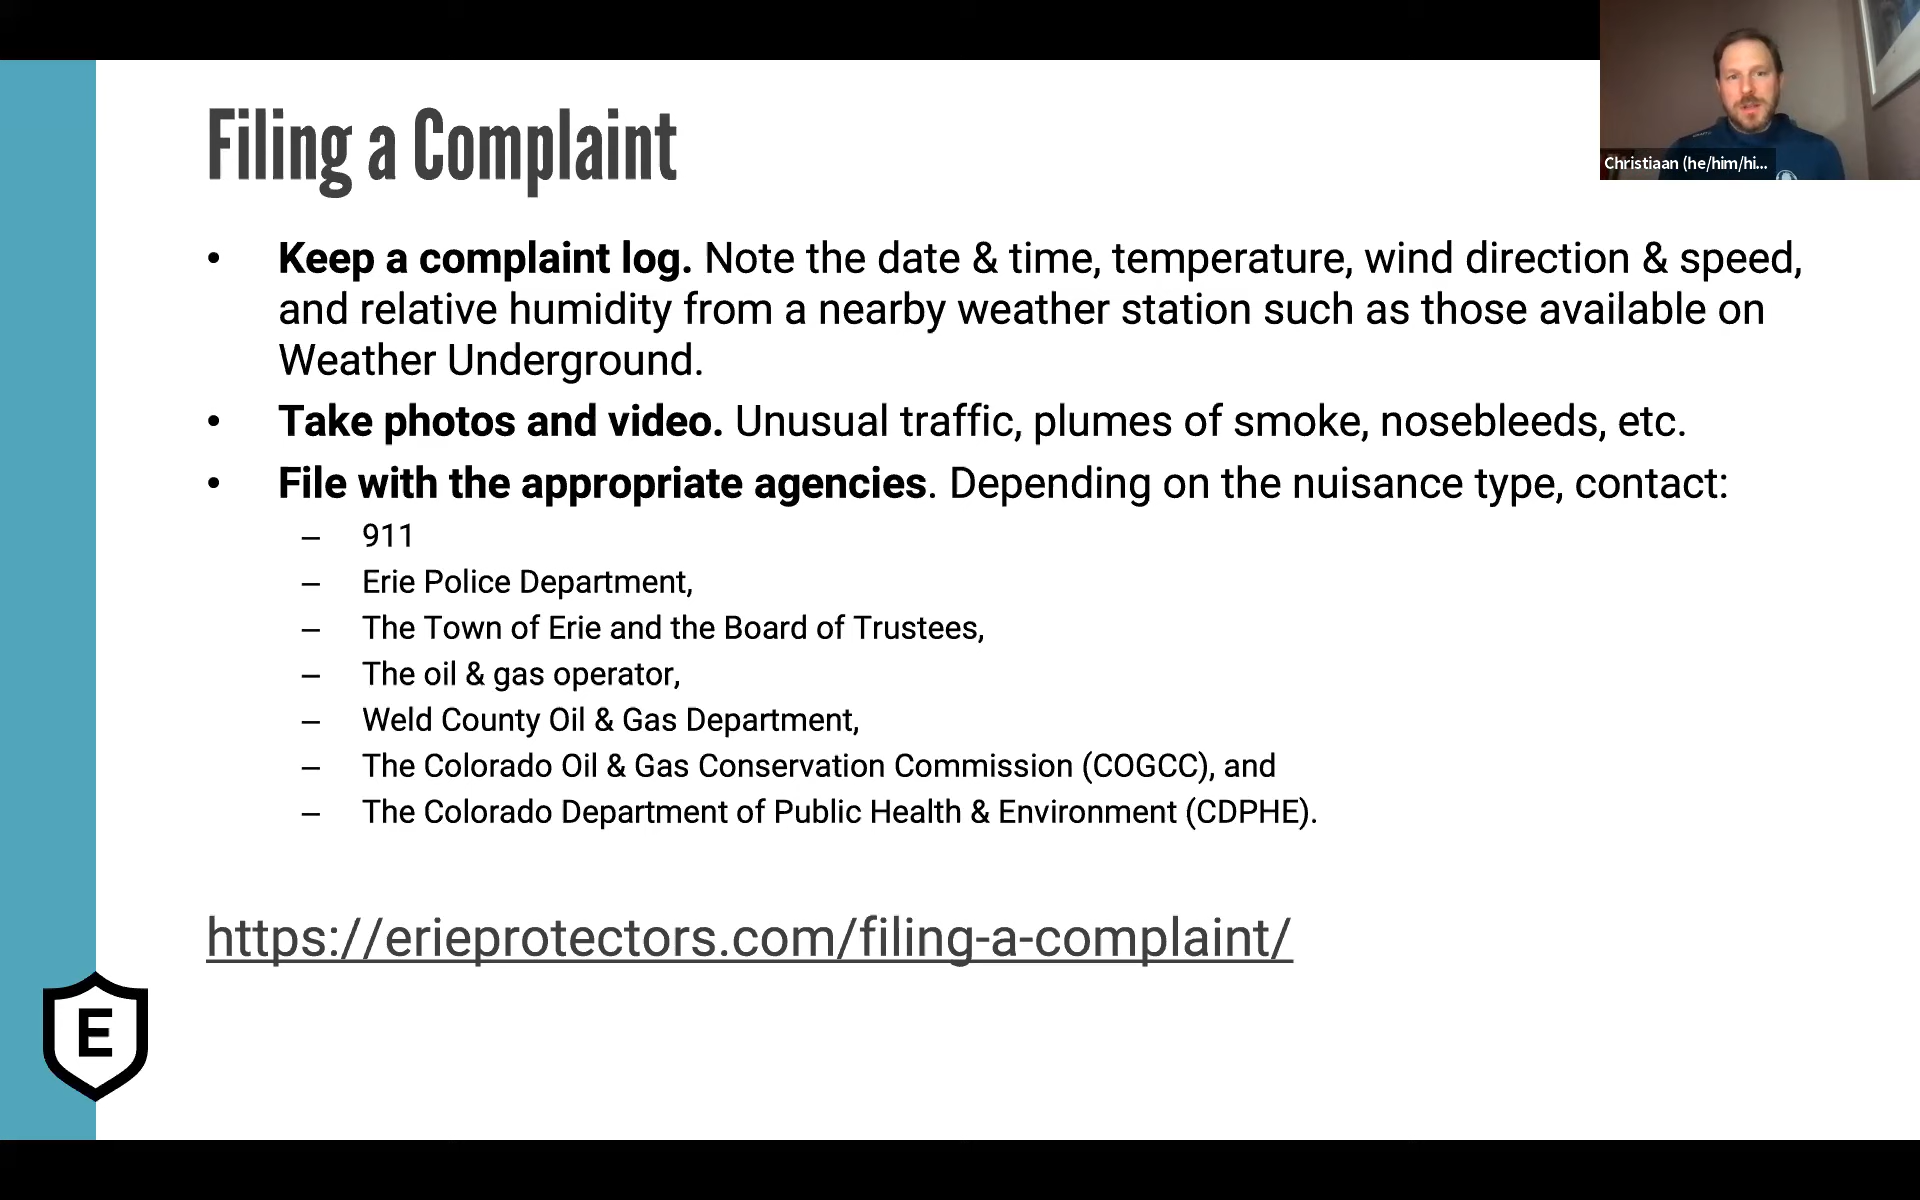 Filing a Complaint
Christiaan (he/him/hi...
• Keep a complaint log. Note the date & time, temperature, wind direction & speed,
and relative humidity from a nearby weather station such as those available on
Weather Underground.
• Take photos and video. Unusual traffic, plumes of smoke, nosebleeds, etc.
• File with the appropriate agencies. Depending on the nuisance type, contact:
– 911
– Erie Police Department,
– The Town of Erie and the Board of Trustees,
– The oil & gas operator,
– Weld County Oil & Gas Department,
– The Colorado Oil & Gas Conservation Commission (COGCC), and
– The Colorado Department of Public Health & Environment (CDPHE).
https://erieprotectors.com/filing-a-complaint/
E